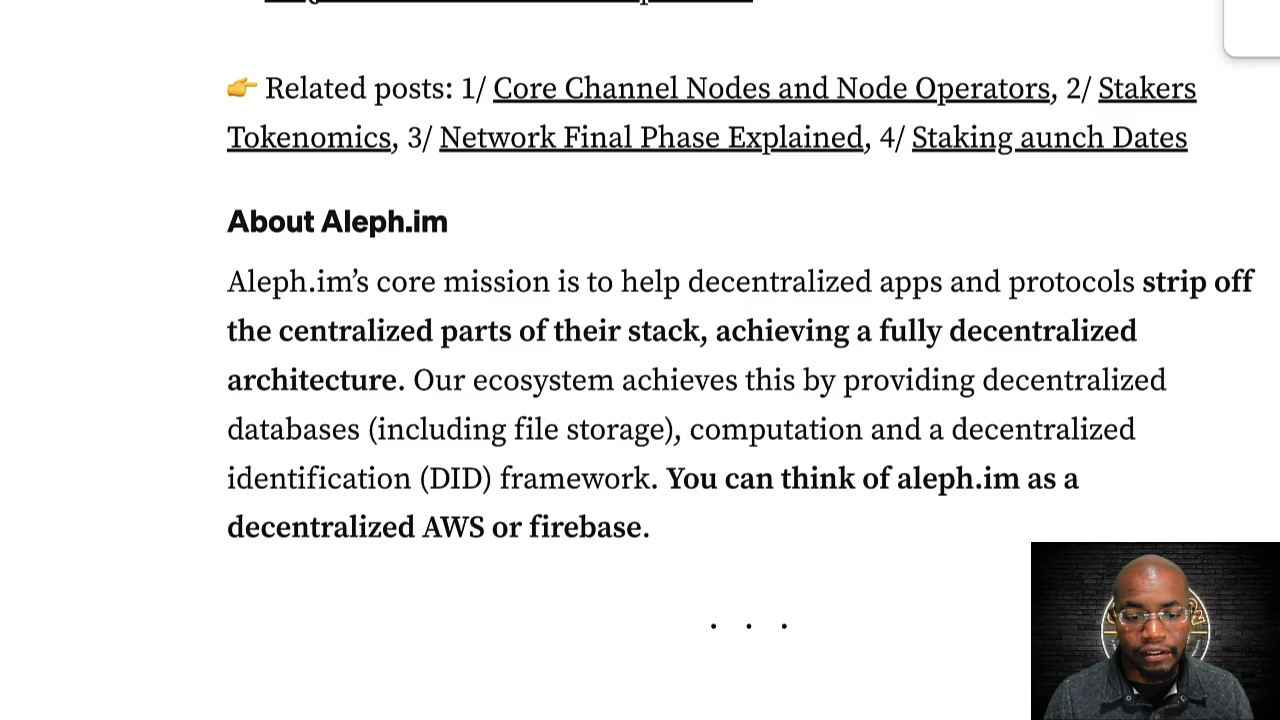 👉 Related posts: 1/ Core Channel Nodes and Node Operators, 2/ Stakers
Tokenomics, 3/ Network Final Phase Explained, 4/ Staking aunch Dates
About Aleph.im
Aleph.im’s core mission is to help decentralized apps and protocols strip off
the centralized parts of their stack, achieving a fully decentralized
architecture. Our ecosystem achieves this by providing decentralized
databases (including file storage), computation and a decentralized
identification (DID) framework. You can think of aleph.im as a
decentralized AWS or firebase.
. . .